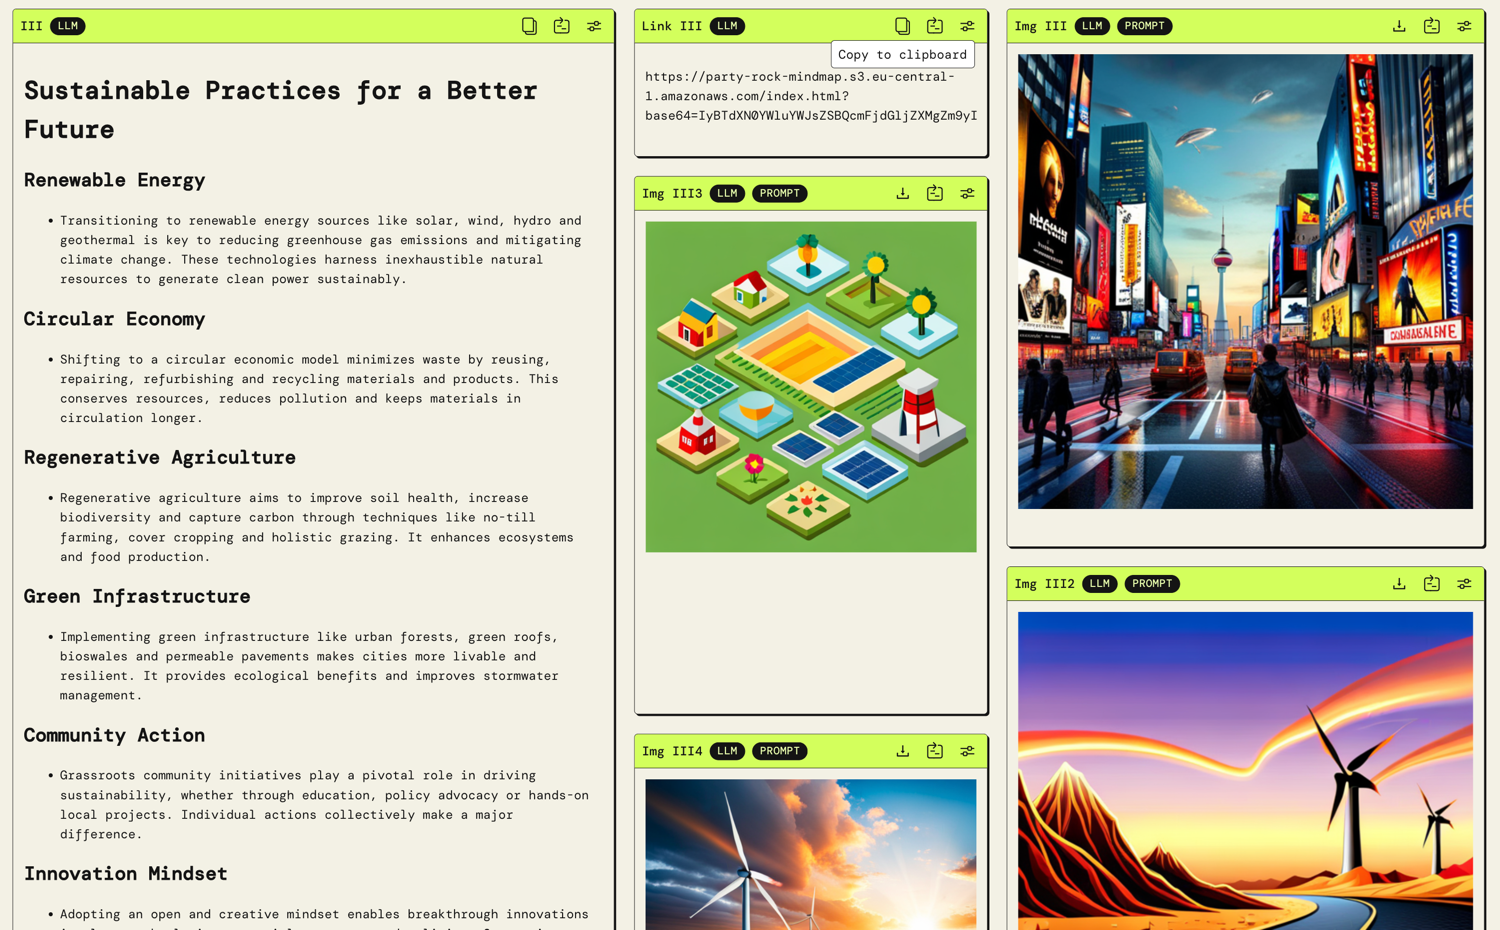 III LLM
Sustainable Practices for a Better
Future
Renewable Energy
• Transitioning to renewable energy sources like solar, wind, hydro and
geothermal is key to reducing greenhouse gas emissions and mitigating
climate change. These technologies harness inexhaustible natural
resources to generate clean power sustainably.
Circular Economy
• Shifting to a circular economic model minimizes waste by reusing,
repairing, refurbishing and recycling materials and products. This
conserves resources, reduces pollution and keeps materials in
circulation longer.
Regenerative Agriculture
• Regenerative agriculture aims to improve soil health, increase
biodiversity and capture carbon through techniques like no-till
farming, cover cropping and holistic grazing. It enhances ecosystems
and food production.
Green Infrastructure
• Implementing green infrastructure like urban forests, green roofs,
bioswales and permeable pavements makes cities more livable and
resilient. It provides ecological benefits and improves stormwater
management.
Community Action
• Grassroots community initiatives play a pivotal role in driving
sustainability, whether through education, policy advocacy or hands-on
local projects. Individual actions collectively make a major
difference.
Innovation Mindset
• Adopting an open and creative mindset enables breakthrough innovations
Link III LLM
Copy to clipboard
https://party-rock-mindmap.s3.eu-central-
1.amazonaws.com/index.html?
base64=IyBTdXN0YWluYWJsZSBQcmFjdGljZXMgZm9yI
Img III3 LLM PROMPT
Img III4 LLM PROMPT
Img III LLM PROMPT
Img III2 LLM PROMPT